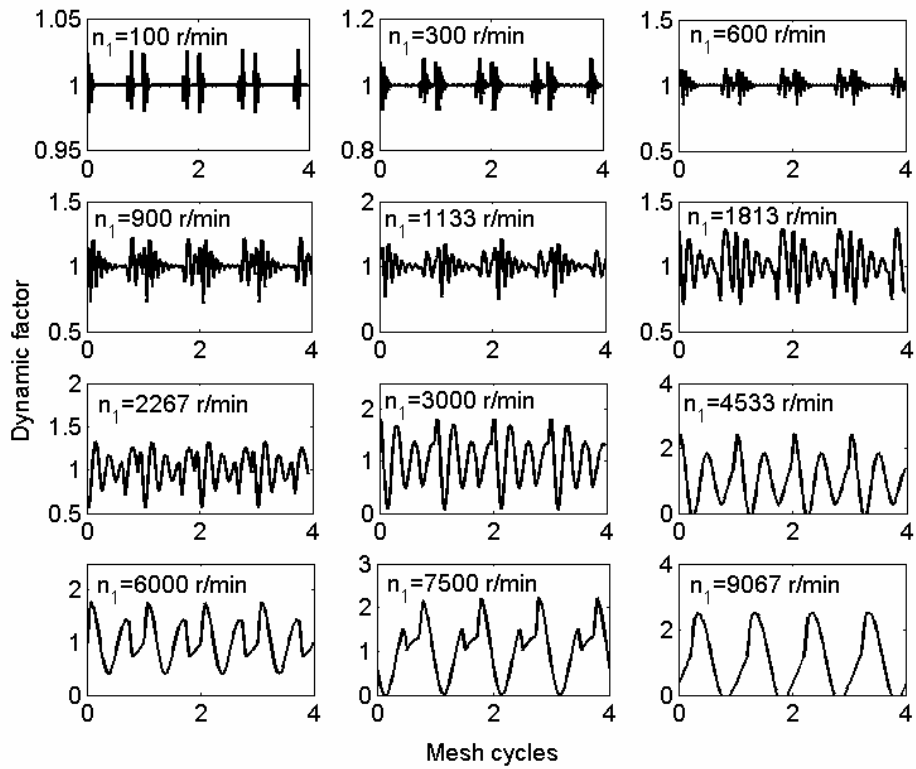 1.05
n1=100 r/min
1
0.95
0 2 4
1.2
n1=300 r/min
1
0.8
0 2 4
1.5
n1=600 r/min
1
0.5
0 2 4
1.5
n1=900 r/min
1
0.5
0 2 4
2
n1=1133 r/min
1
0
0 2 4
1.5
n1=1813 r/min
1
0.5
0 2 4
Dynamic factor
2
n1=2267 r/min
1.5
1
0.5
0 2 4
2
n1=3000 r/min
1
0
0 2 4
4
n1=4533 r/min
2
0
0 2 4
2
n1=6000 r/min
1
0
0 2 4
3
n1=7500 r/min
2
1
0
0 2 4
4
n1=9067 r/min
2
0
0 2 4
Mesh cycles